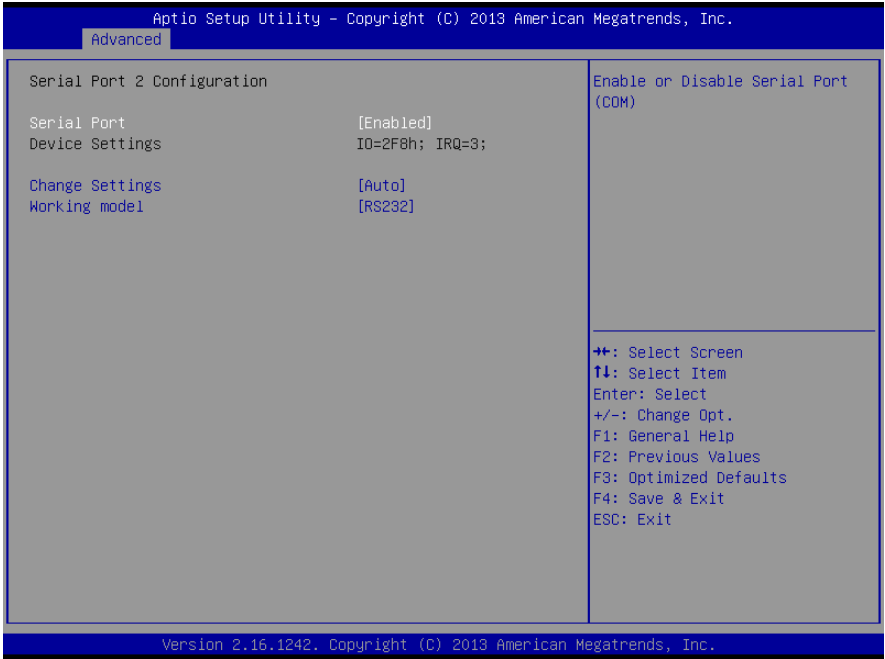 Aptio Setup Utility – Copyright (C) 2013 American Megatrends, Inc.
Advanced
Serial Port 2 Configuration
Serial Port [Enabled]
Device Settings IO=2F8h; IRQ=3;
Change Settings [Auto]
Working model [RS232]
Enable or Disable Serial Port
(COM)
→←: Select Screen
↑↓: Select Item
Enter: Select
+/-: Change Opt.
F1: General Help
F2: Previous Values
F3: Optimized Defaults
F4: Save & Exit
ESC: Exit
Version 2.16.1242. Copyright (C) 2013 American Megatrends, Inc.